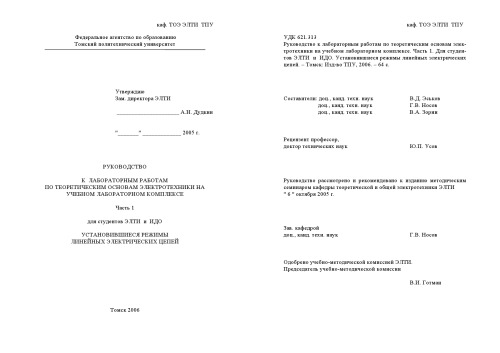 каф. ТОЭ ЭЛТИ ТПУ
Федеральное агентство по образованию
Томский политехнический университет
Утверждаю
Зам. директора ЭЛТИ
____________________ А.Н. Дудкин
"_______" ______________ 2005 г.
РУКОВОДСТВО
К ЛАБОРАТОРНЫМ РАБОТАМ
ПО ТЕОРЕТИЧЕСКИМ ОСНОВАМ ЭЛЕКТРОТЕХНИКИ НА
УЧЕБНОМ ЛАБОРАТОРНОМ КОМПЛЕКСЕ
Часть 1
для студентов ЭЛТИ и ИДО
УСТАНОВИВШИЕСЯ РЕЖИМЫ
ЛИНЕЙНЫХ ЭЛЕКТРИЧЕСКИХ ЦЕПЕЙ
Томск 2006
каф. ТОЭ ЭЛТИ ТПУ
УДК 621.313
Руководство к лабораторным работам по теоретическим основам элек-
тротехники на учебном лабораторном комплексе. Часть 1. Для студен-
тов ЭЛТИ и ИДО. Установившиеся режимы линейных электрических
цепей. – Томск: Изд-во ТПУ, 2006. – 64 с.
Составители: доц., канд. техн. наук В.Д. Эськов
доц., канд. техн. наук Г.В. Носов
доц., канд. техн. наук В.А. Зорин
Рецензент профессор,
доктор технических наук Ю.П. Усов
Руководство рассмотрено и рекомендовано к изданию методическим
семинаром кафедры теоретической и общей электротехники ЭЛТИ
" 6 " октября 2005 г.
Зав. кафедрой
доц., канд. техн. наук Г.В. Носов
Одобрено учебно-методической комиссией ЭЛТИ.
Председатель учебно-методической комиссии
В.И. Готман